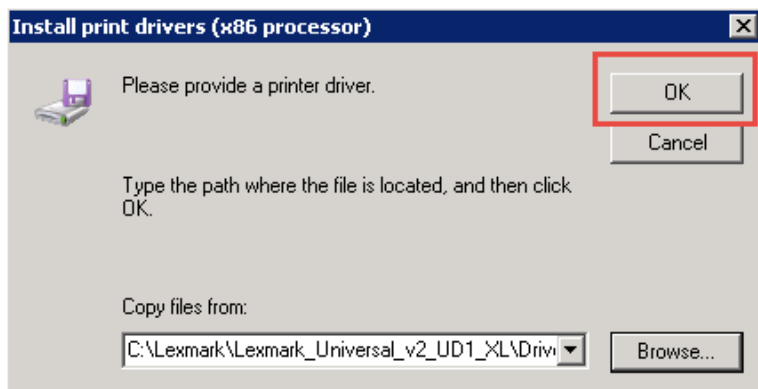 Install print drivers (x86 processor)
Please provide a printer driver.
OK
Cancel
Type the path where the file is located, and then click
OK.
Copy files from:
C:\Lexmark\Lexmark_Universal_v2_UD1_XL\Driv
Browse...